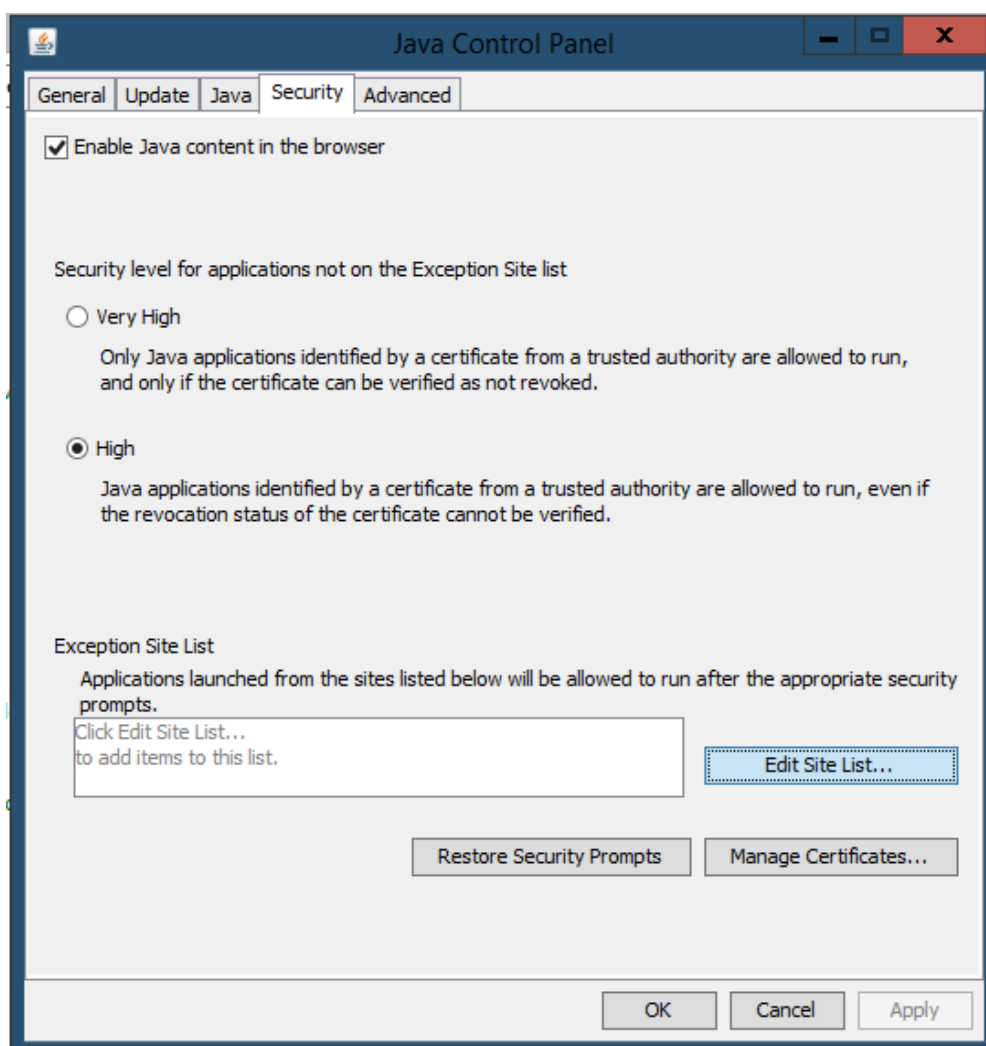 Java Control Panel
General Update Java Security Advanced
Enable Java content in the browser
Security level for applications not on the Exception Site list
Very High
Only Java applications identified by a certificate from a trusted authority are allowed to run,
and only if the certificate can be verified as not revoked.
High
Java applications identified by a certificate from a trusted authority are allowed to run, even if
the revocation status of the certificate cannot be verified.
Exception Site List
Applications launched from the sites listed below will be allowed to run after the appropriate security
prompts.
Click Edit Site List...
to add items to this list.
Edit Site List...
Restore Security Prompts Manage Certificates...
OK Cancel Apply